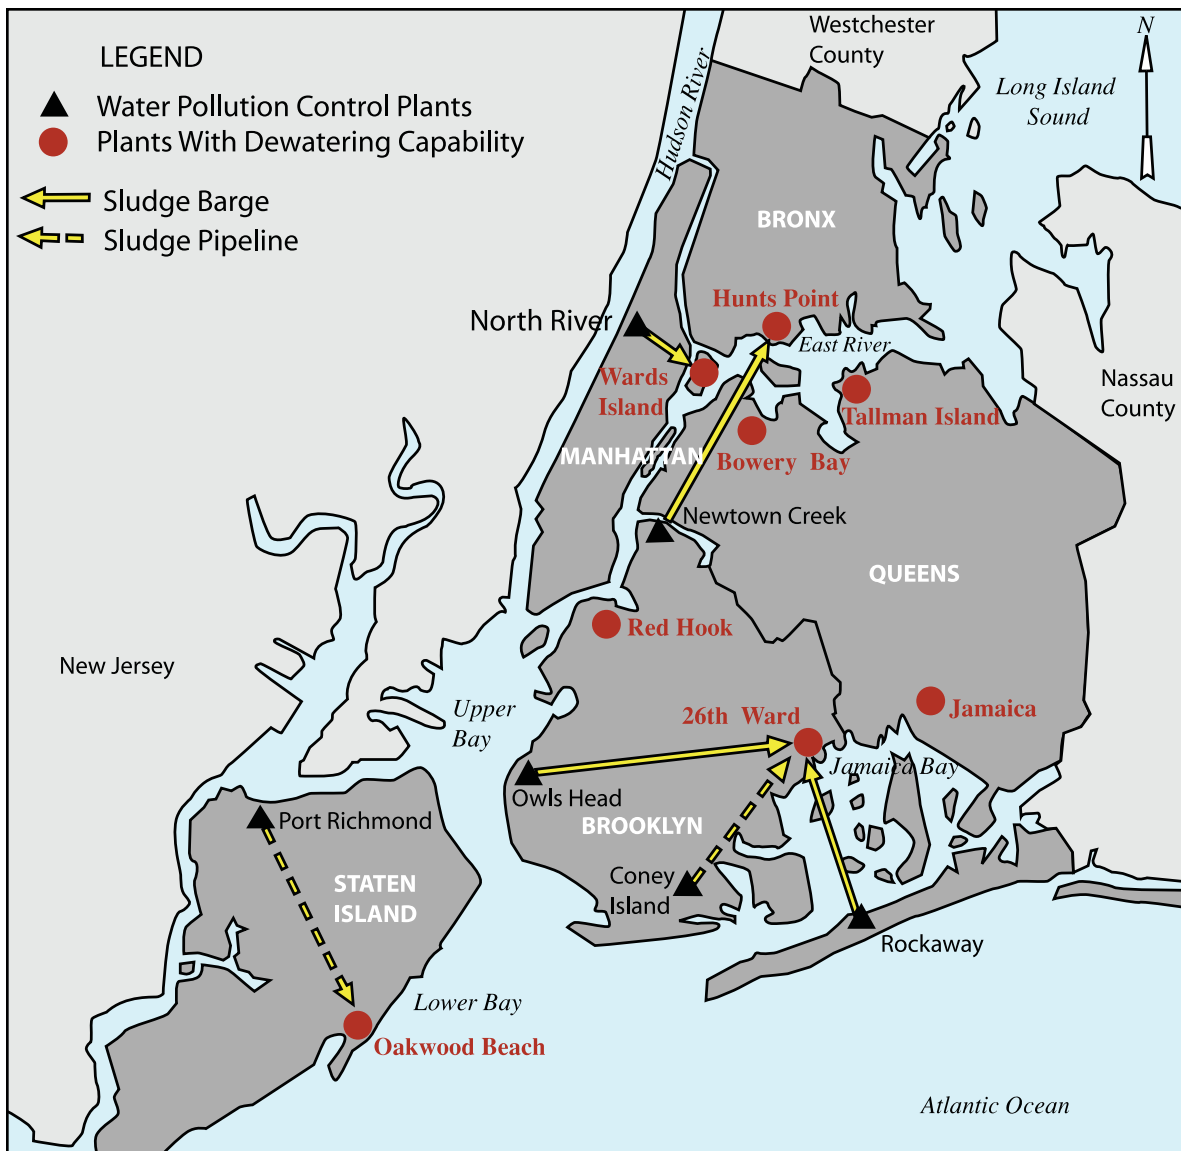 LEGEND
Water Pollution Control Plants
Plants With Dewatering Capability
Sludge Barge
Sludge Pipeline
Westchester
County
N
Long Island
Sound
Hudson River
BRONX
Hunts Point
North River
East River
Wards
Island
Nassau
County
Tallman Island
MANHATTAN
Bowery Bay
Newtown Creek
QUEENS
Red Hook
New Jersey
Upper
Bay
26th Ward
Jamaica
Jamaica Bay
Owls Head
Port Richmond
BROOKLYN
STATEN
ISLAND
Coney
Island
Rockaway
Lower Bay
Oakwood Beach
Atlantic Ocean